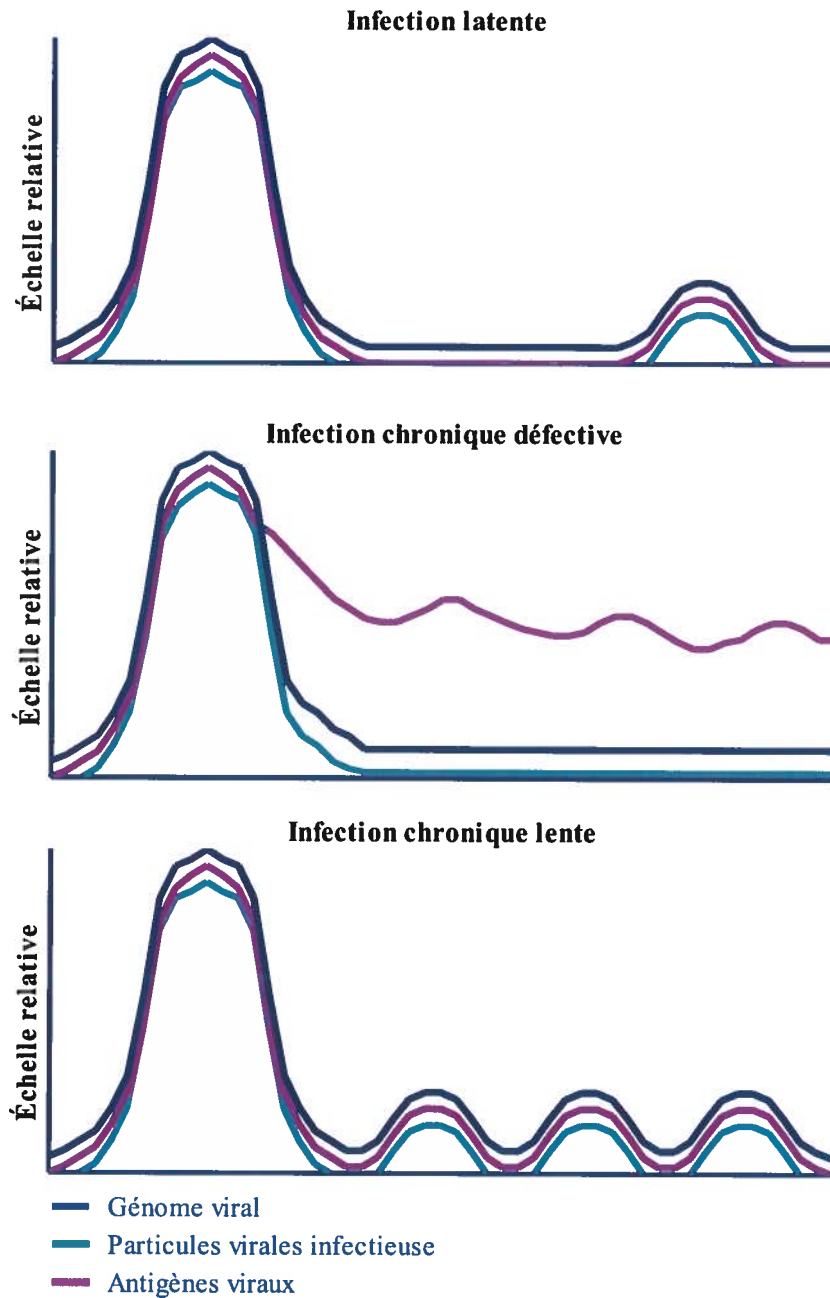 Infection latente
Échelle relative
Infection chronique défective
Échelle relative
Infection chronique lente
Échelle relative
Génome viral
Particules virales infectieuse
Antigènes viraux